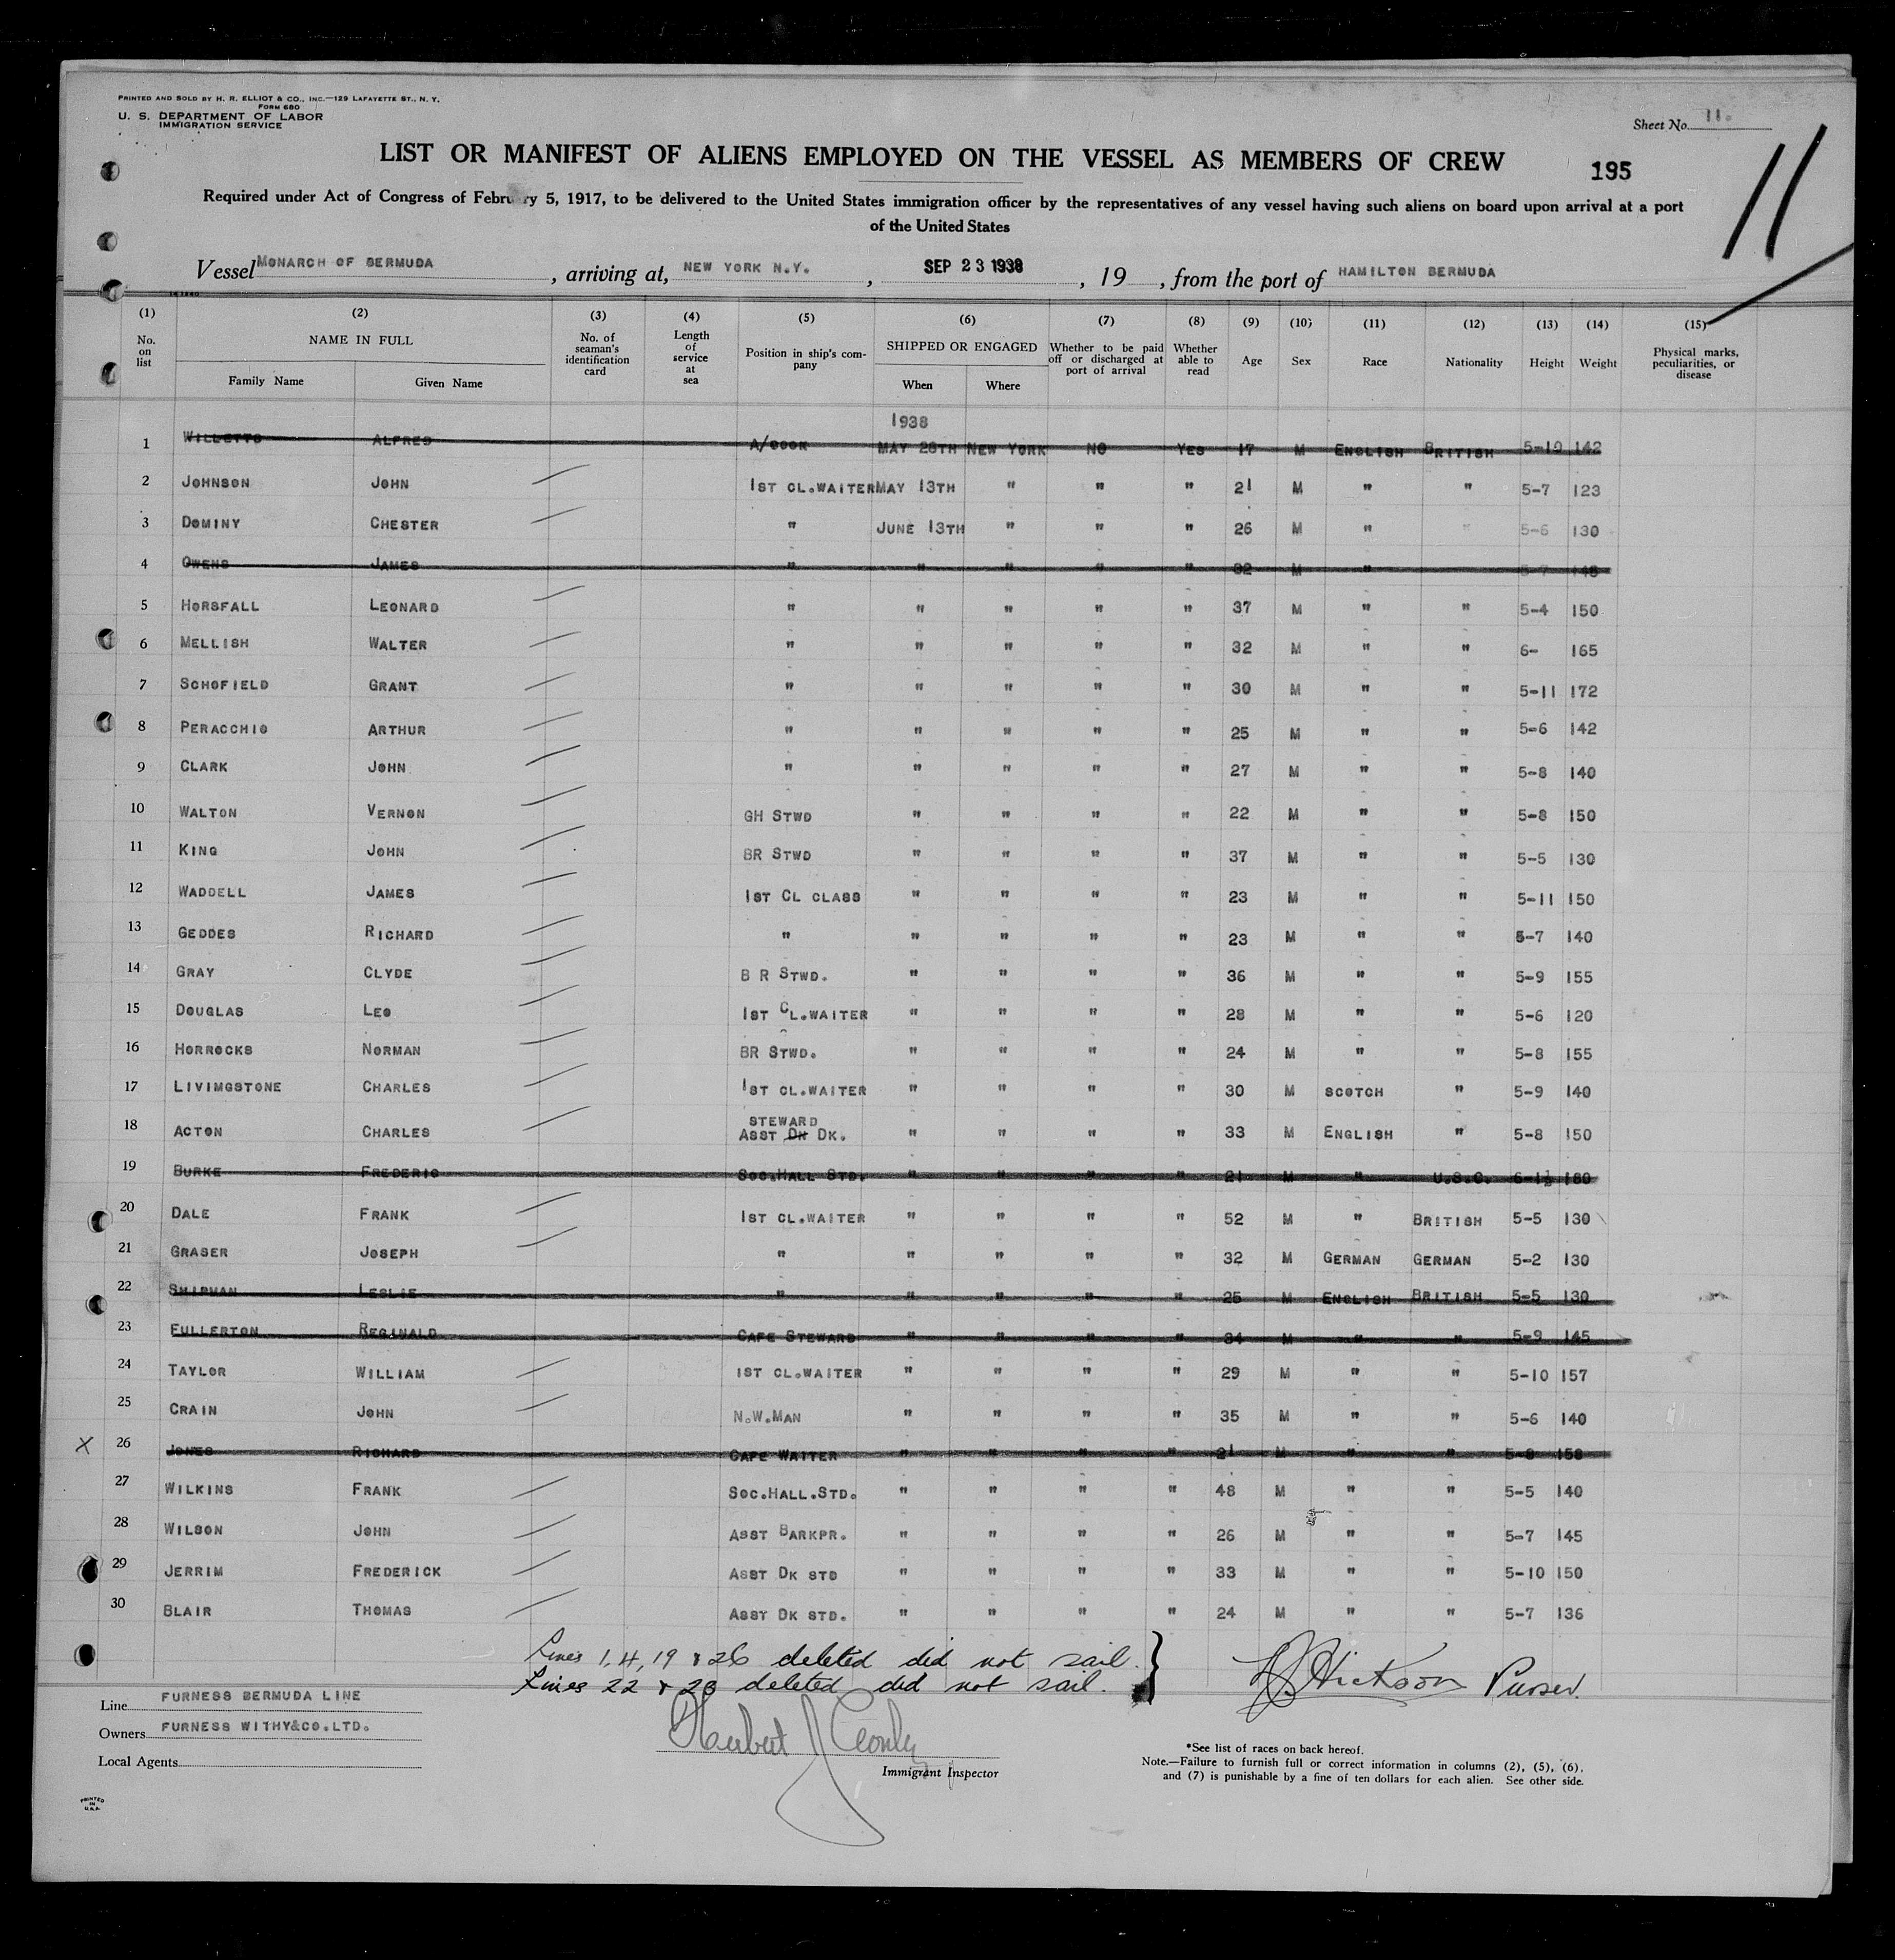 PRINTED AND SOLD BY H. R. ELLIOT & CO., INC.—129 LAFAYETTE ST., N. Y.
FORM 680
U. S. DEPARTMENT OF LABOR
IMMIGRATION SERVICE
Sheet No. 11.
LIST OR MANIFEST OF ALIENS EMPLOYED ON THE VESSEL AS MEMBERS OF CREW
195
11
Required under Act of Congress of February 5, 1917, to be delivered to the United States immigration officer by the representatives of any vessel having such aliens on board upon arrival at a port
of the United States
Vessel MONARCH OF BERMUDA, arriving at, NEW YORK N.Y., SEP 23 1938, 19 , from the port of HAMILTON BERMUDA
(1) (2) (3) (4) (5) (6) (7) (8) (9) (10) (11) (12) (13) (14) (15)
No. on list NAME IN FULL Family Name Given Name No. of seaman's identification card Length of service at sea Position in ship's company SHIPPED OR ENGAGED When Where Whether to be paid off or discharged at port of arrival Whether able to read Age Sex Race Nationality Height Weight Physical marks, peculiarities, or disease
1938
1 WILLETTS ALFRED A/COOK MAY 28TH NEW YORK NO YES 17 M ENGLISH BRITISH 5-10 142
2 JOHNSON JOHN 1ST CL.WAITER MAY 13TH " " " 21 M " " 5-7 123
3 DOMINY CHESTER " JUNE 13TH " " " 26 M " " 5-6 130
4 OWENS JAMES " " " " " 32 M " 5-7 145
5 HORSFALL LEONARD " " " " " 37 M " " 5-4 150
6 MELLISH WALTER " " " " " 32 M " " 6- 165
7 SCHOFIELD GRANT " " " " " 30 M " " 5-11 172
8 PERACCHIO ARTHUR " " " " " 25 M " " 5-6 142
9 CLARK JOHN " " " " " 27 M " " 5-8 140
10 WALTON VERNON GH STWD " " " " 22 M " " 5-8 150
11 KING JOHN BR STWD " " " " 37 M " " 5-5 130
12 WADDELL JAMES 1ST CL CLASS " " " " 23 M " " 5-11 150
13 GEDDES RICHARD " " " " " 23 M " " 5-7 140
14 GRAY CLYDE B R STWD. " " " " 36 M " " 5-9 155
15 DOUGLAS LEO 1ST CL.WAITER " " " " 28 M " " 5-6 120
16 HORROCKS NORMAN BR STWD. " " " " 24 M " " 5-8 155
17 LIVIMGSTONE CHARLES 1ST CL.WAITER " " " " 30 M SCOTCH " 5-9 140
18 ACTON CHARLES STEWARD ASST DK DK. " " " " 33 M ENGLISH " 5-8 150
19 BURKE FREDERIC SOC.HALL STD. " " " " 21 M " U.S.C. 6-1½ 180
20 DALE FRANK 1ST CL.WAITER " " " " 52 M " BRITISH 5-5 130
21 GRASER JOSEPH " " " " " 32 M GERMAN GERMAN 5-2 130
22 SHIPMAN LESLIE " " " " " 25 M ENGLISH BRITISH 5-5 130
23 FULLERTON REGINALD CAFE STEWARD " " " " 34 M " " 5-9 145
24 TAYLOR WILLIAM 1ST CL.WAITER " " " " 29 M " " 5-10 157
25 CRAIN JOHN N.W.MAN " " " " 35 M " " 5-6 140
X 26 JONES RICHARD CAFE WAITER " " " " 21 M " " 5-8 158
27 WILKINS FRANK SOC.HALL.STD. " " " " 48 M " " 5-5 140
28 WILSON JOHN ASST BARKPR. " " " " 26 M " " 5-7 145
29 JERRIM FREDERICK ASST DK STD " " " " 33 M " " 5-10 150
30 BLAIR THOMAS ASST DK STD. " " " " 24 M " " 5-7 136
Lines 1, 4, 19 & 26 deleted did not sail.
Lines 22 & 23 deleted did not sail.
Hickson Purser.
Line FURNESS BERMUDA LINE
Owners FURNESS WITHY&CO.LTD.
Local Agents
Herbert J
Immigrant Inspector
*See list of races on back hereof.
Note.—Failure to furnish full or correct information in columns (2), (5), (6),
and (7) is punishable by a fine of ten dollars for each alien. See other side.
PRINTED
IN
U.S.A.